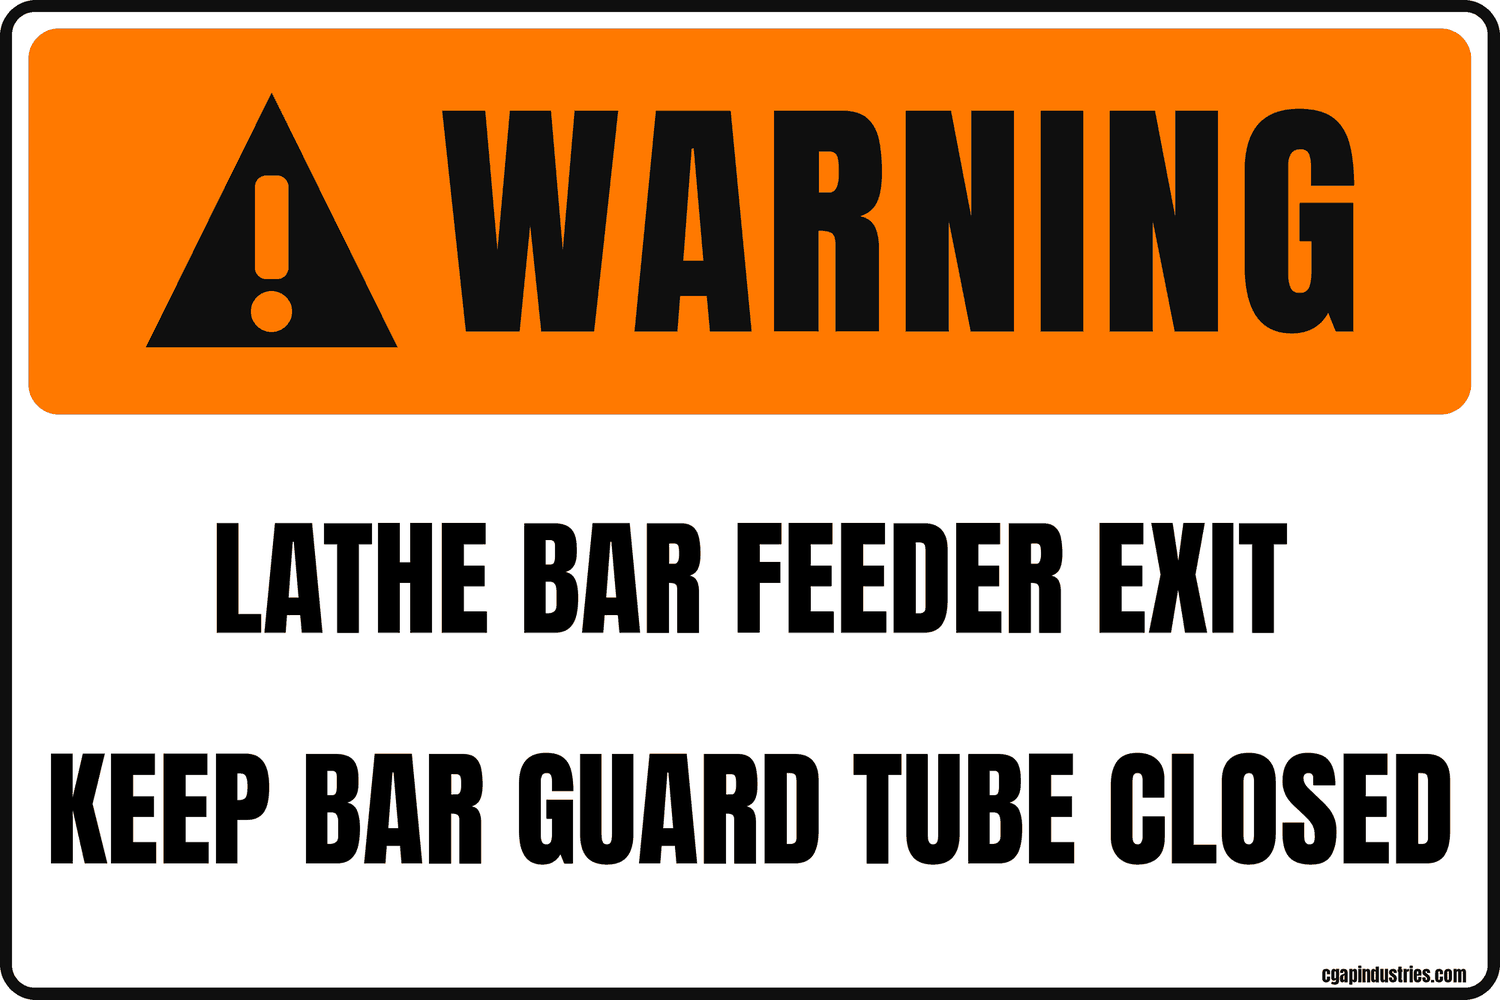 WARNING
LATHE BAR FEEDER EXIT
KEEP BAR GUARD TUBE CLOSED
cgapindustries.com